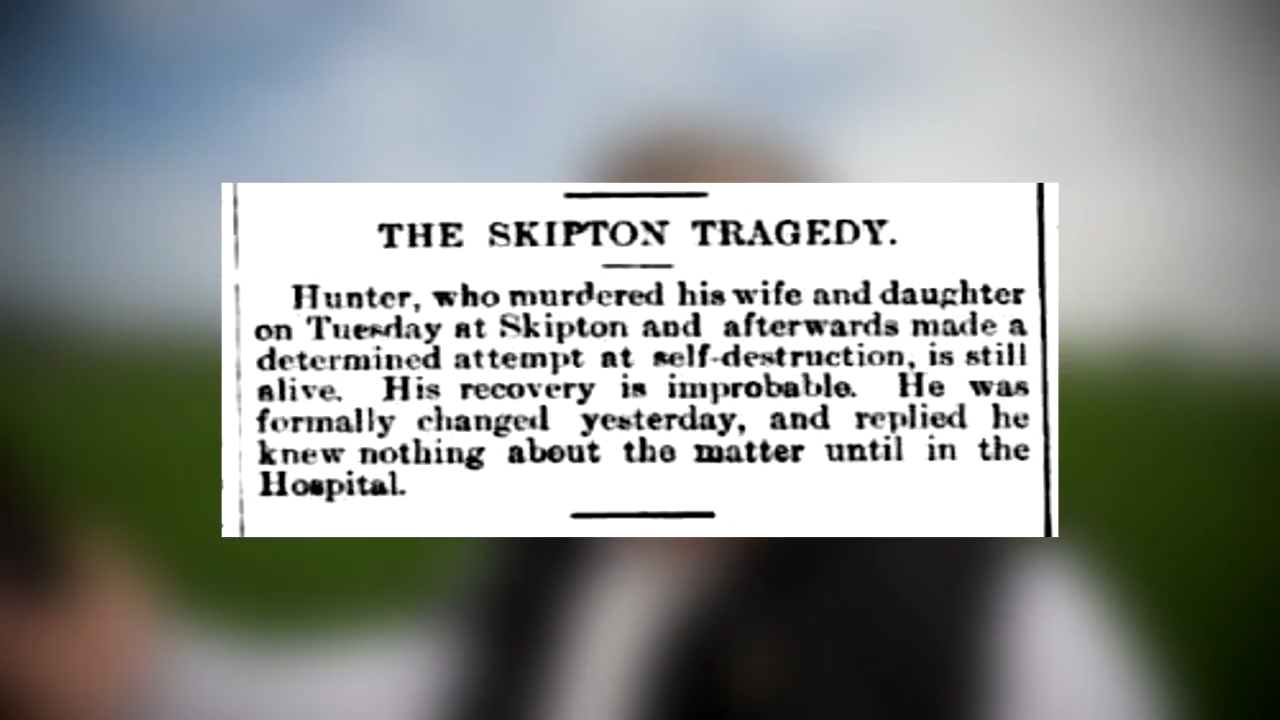 THE SKIPTON TRAGEDY.
Hunter, who murdered his wife and daughter
on Tuesday at Skipton and afterwards made a
determined attempt at self-destruction, is still
alive. His recovery is improbable. He was
formally changed yesterday, and replied he
knew nothing about the matter until in the
Hospital.